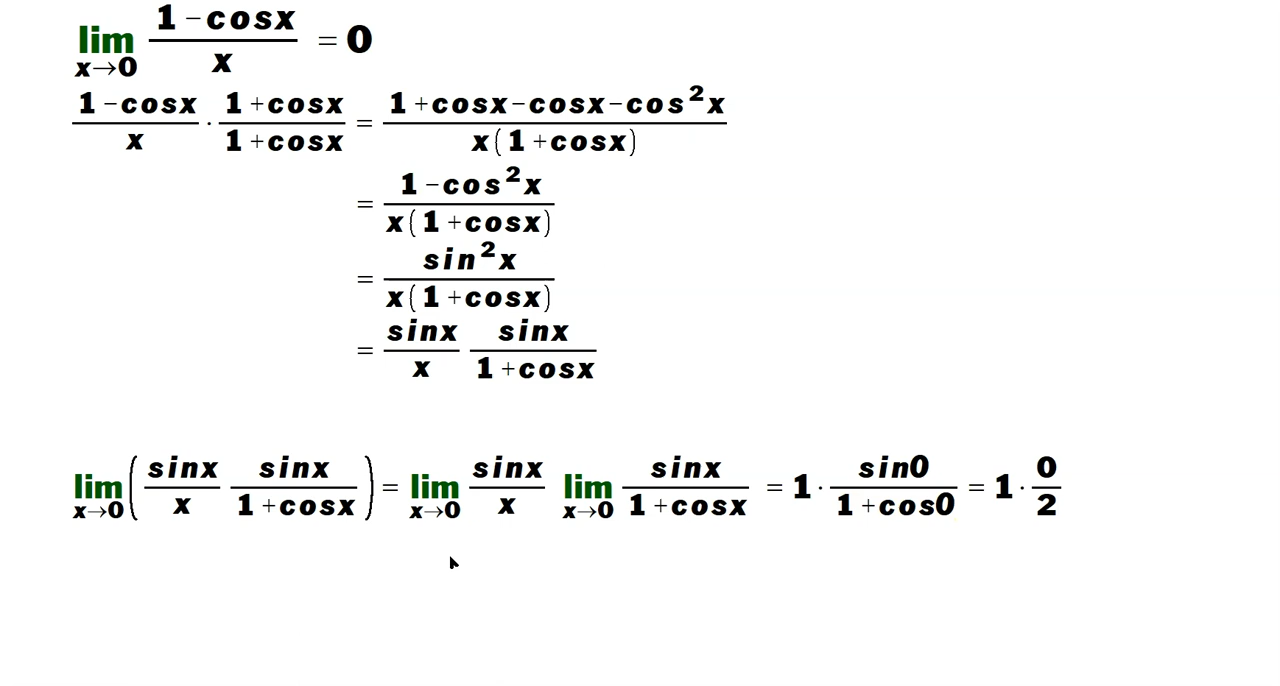 lim x→0 (1 - cosx)/x = 0
(1 - cosx)/x · (1 + cosx)/(1 + cosx) = (1 + cosx - cosx - cos²x)/(x(1 + cosx))
= (1 - cos²x)/(x(1 + cosx))
= sin²x/(x(1 + cosx))
= sinx/x sinx/(1 + cosx)
lim x→0 (sinx/x sinx/(1 + cosx)) = lim x→0 sinx/x lim x→0 sinx/(1 + cosx) = 1 · sin0/(1 + cos0) = 1 · 0/2